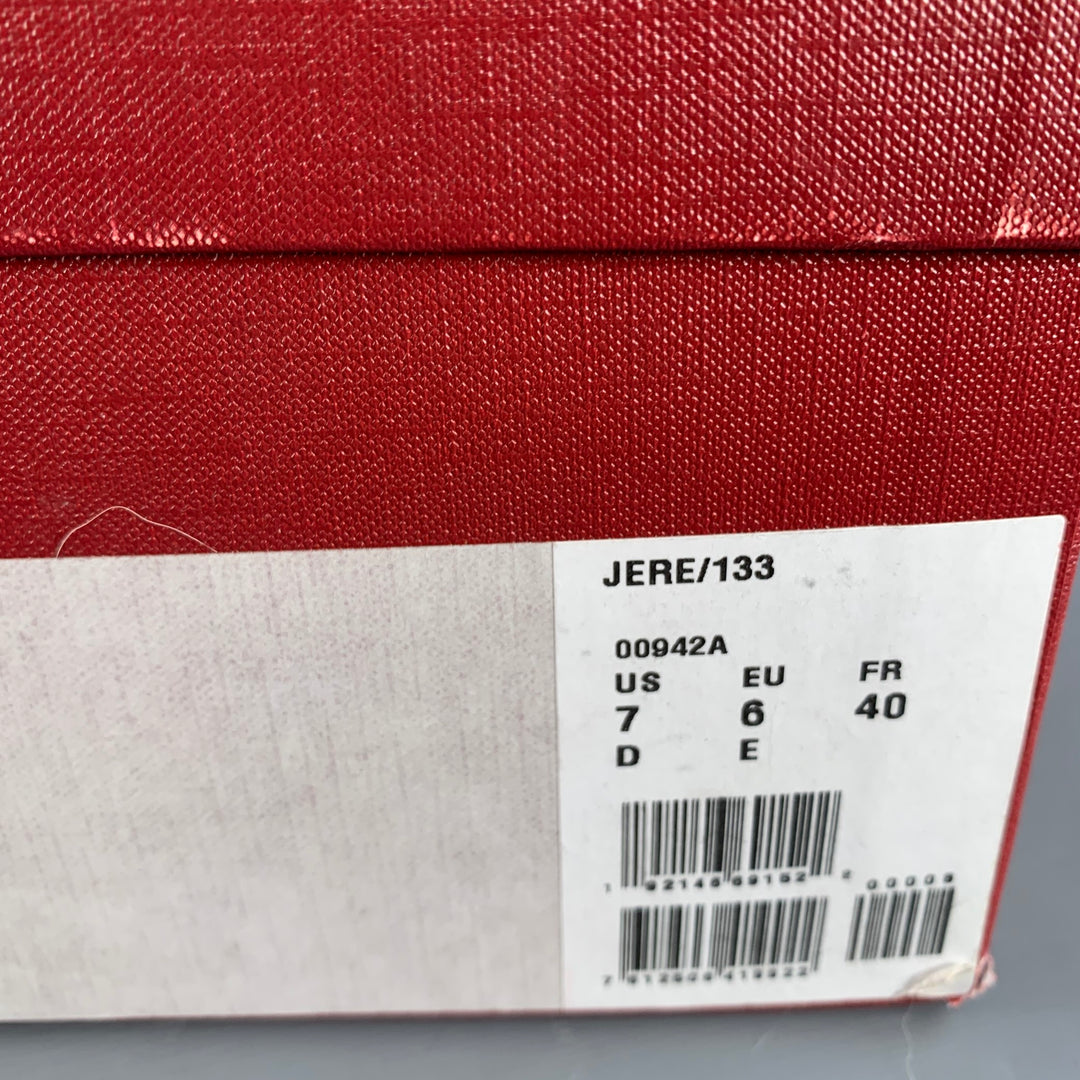 JERE/133
00942A
US EU FR
7 6 40
D E